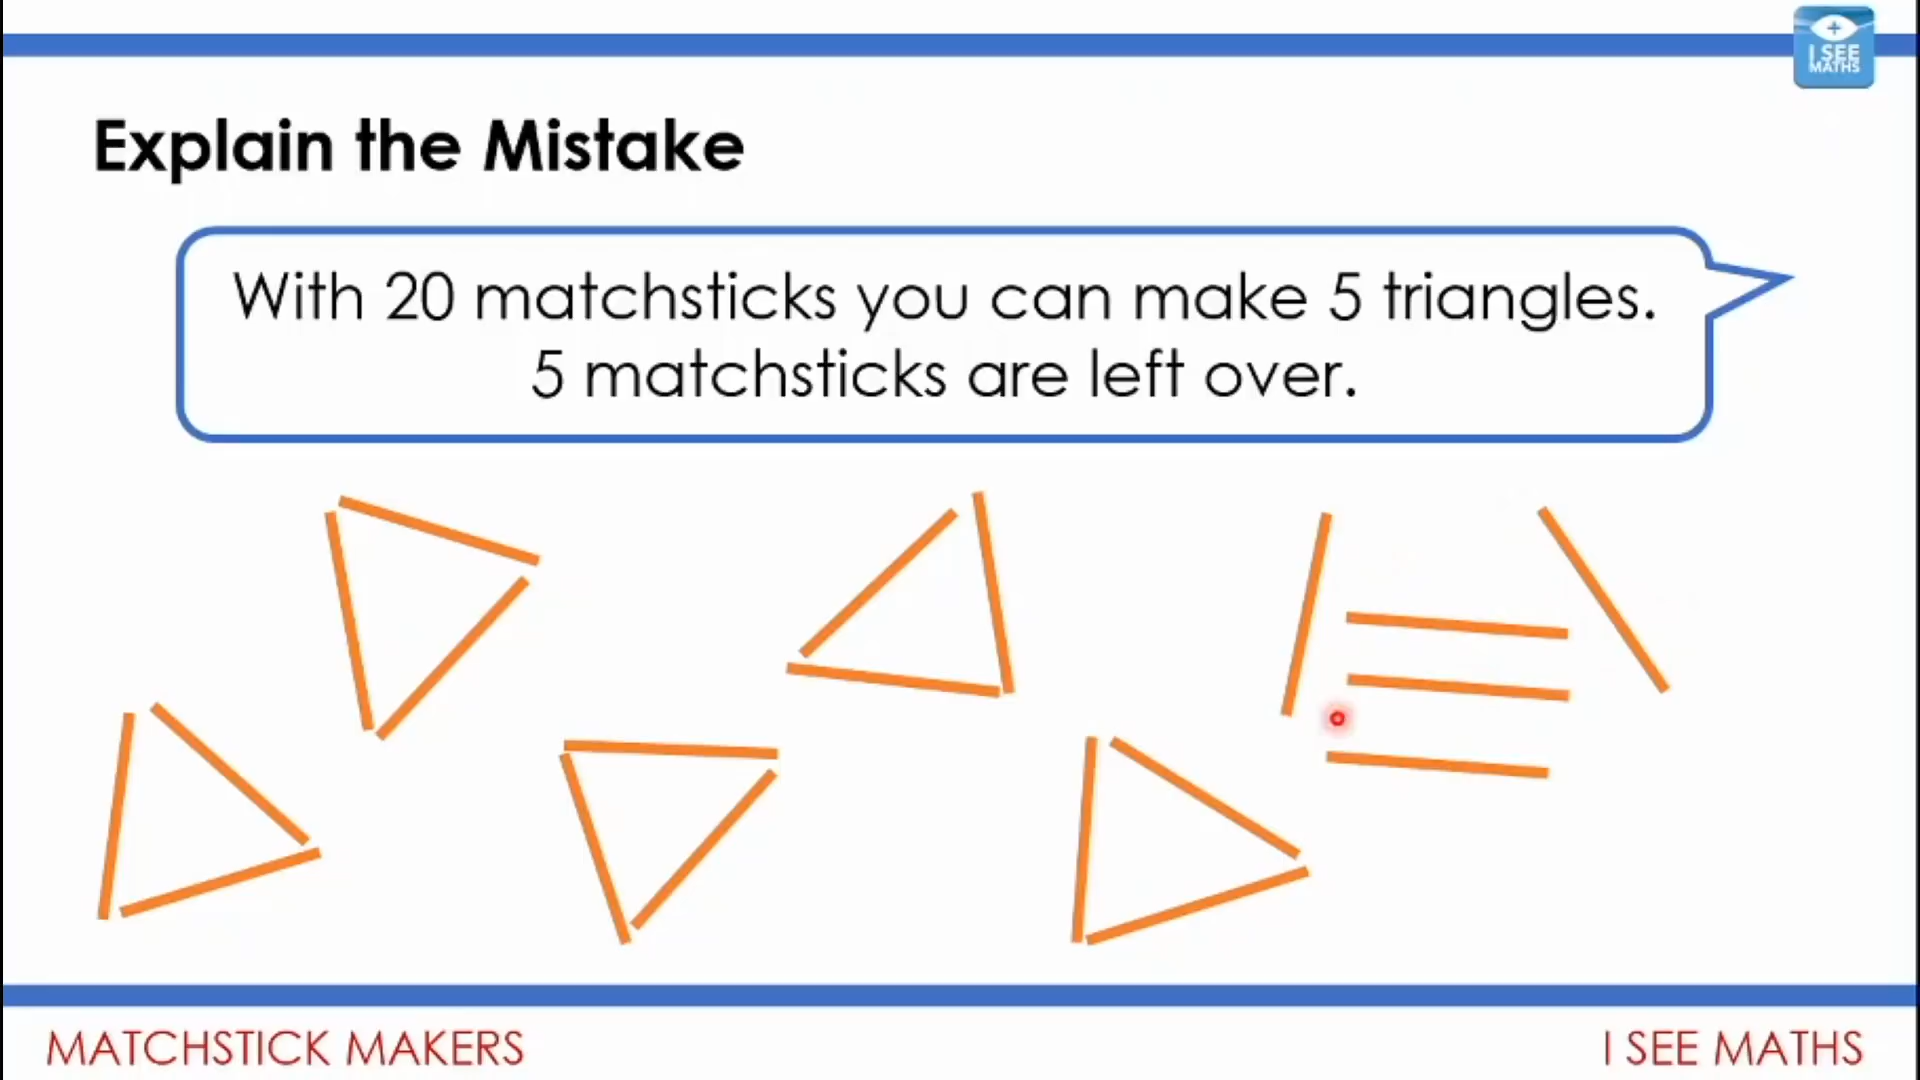 I SEE
MATHS
Explain the Mistake
With 20 matchsticks you can make 5 triangles.
5 matchsticks are left over.
MATCHSTICK MAKERS
I SEE MATHS